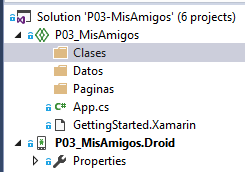 Solution 'P03-MisAmigos' (6 projects)
P03_MisAmigos
Clases
Datos
Paginas
C# App.cs
GettingStarted.Xamarin
P03_MisAmigos.Droid
Properties